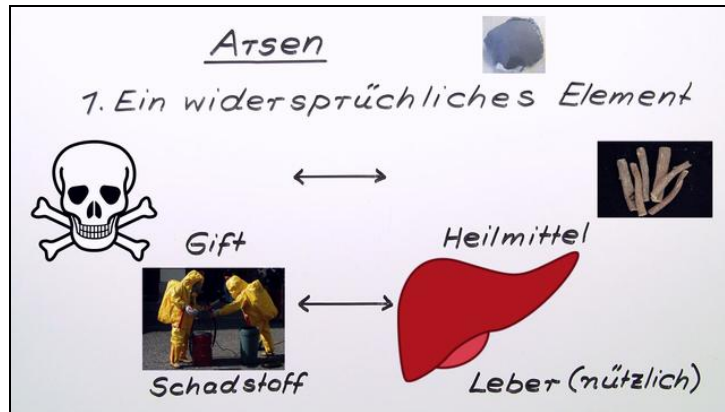 Arsen
1. Ein widersprüchliches Element
Gift
Heilmittel
Schadstoff
Leber (nützlich)